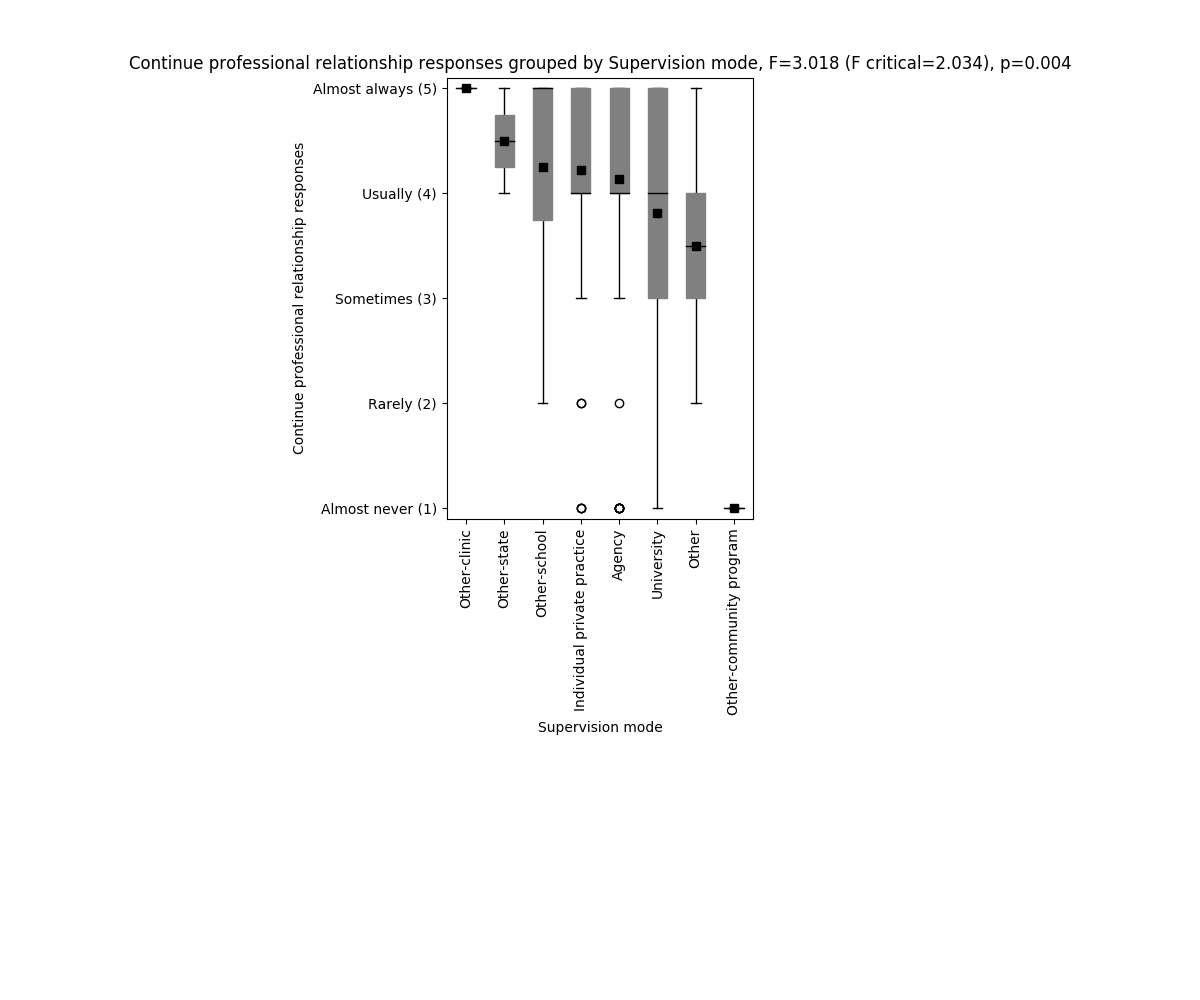 Continue professional relationship responses grouped by Supervision mode, F=3.018 (F critical=2.034), p=0.004
Continue professional relationship responses
Almost always (5)
Usually (4)
Sometimes (3)
Rarely (2)
Almost never (1)
Other-clinic
Other-state
Other-school
Individual private practice
Agency
University
Other
Other-community program
Supervision mode